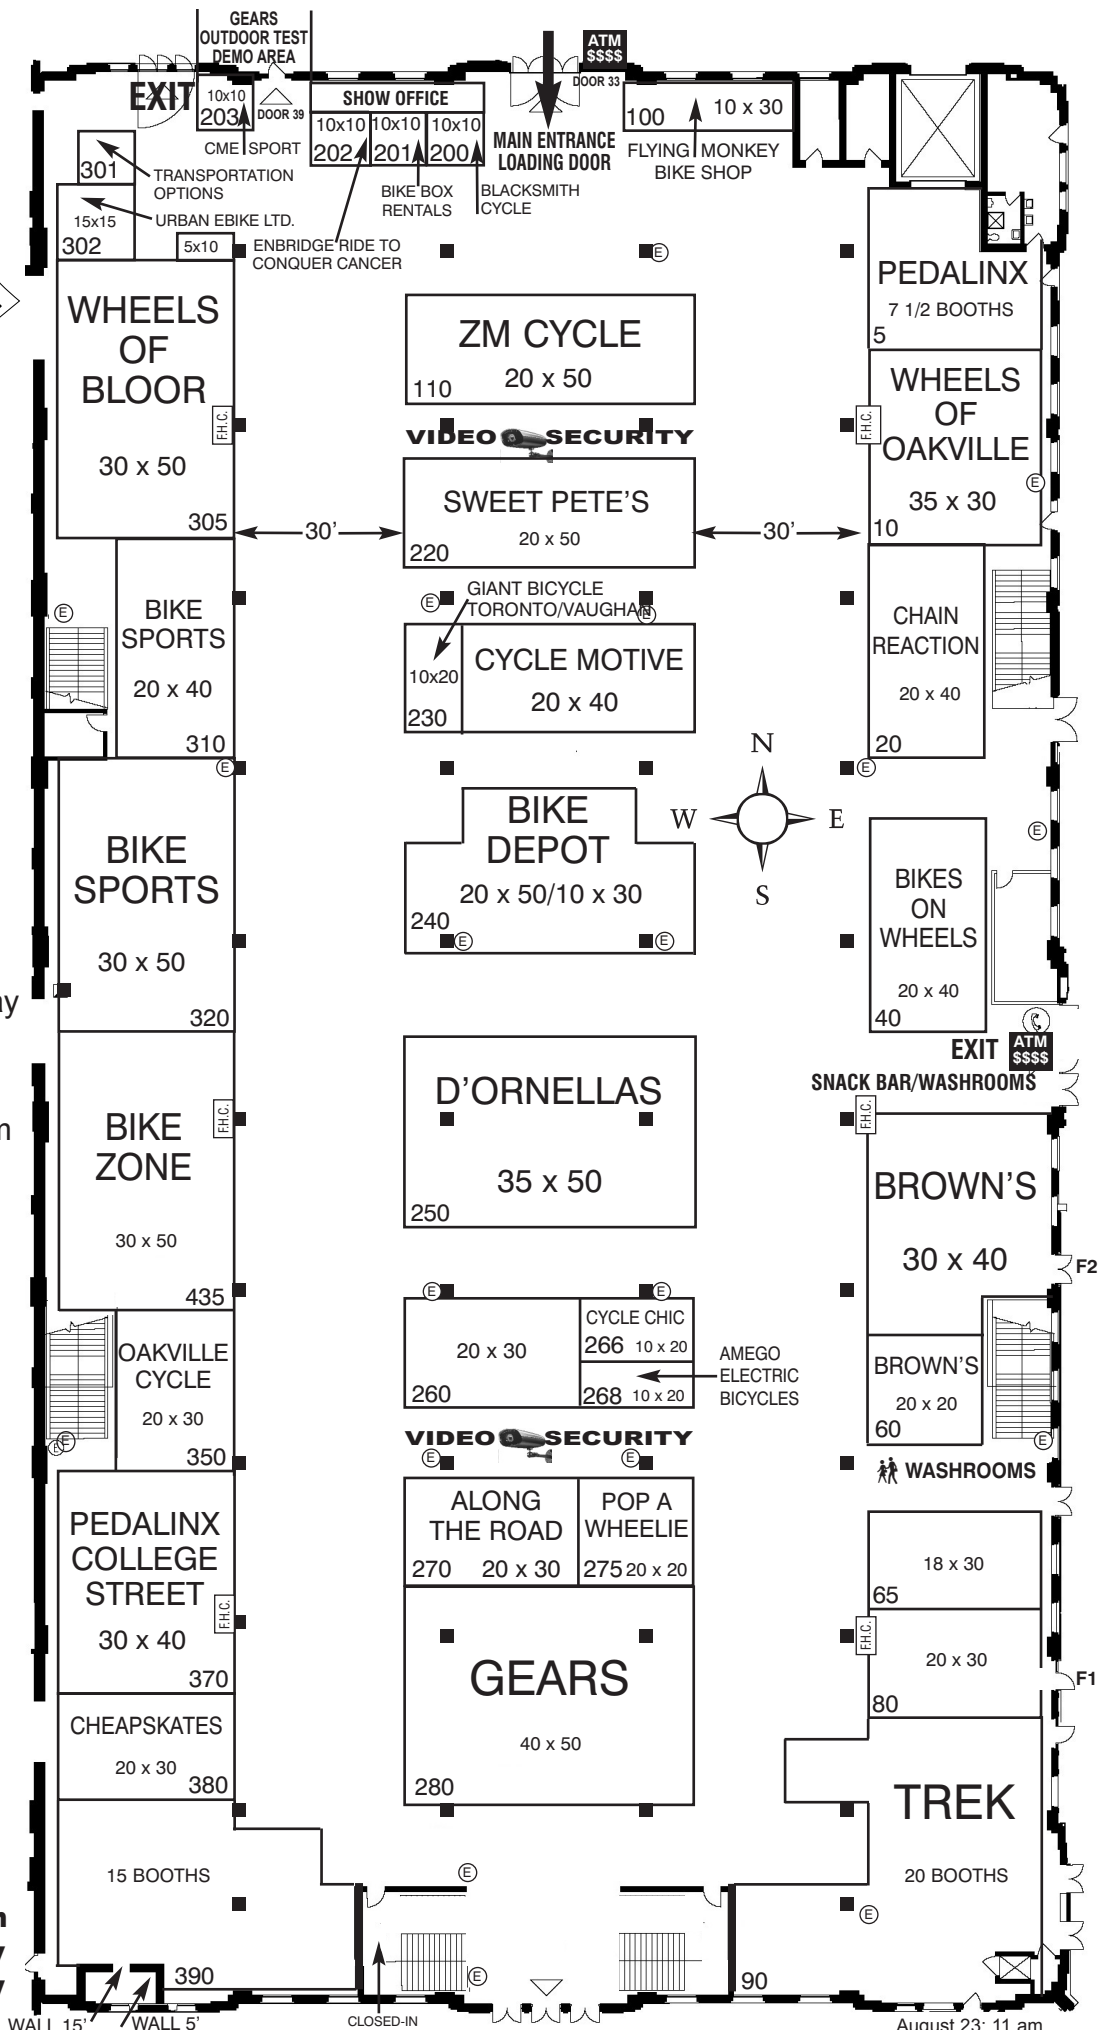 GEARS
OUTDOOR TEST
DEMO AREA
ATM
$$$$
EXIT
10x10
203
DOOR 39
SHOW OFFICE
10x10
202
10x10
201
10x10
200
DOOR 33
MAIN ENTRANCE
LOADING DOOR
100
10 x 30
FLYING MONKEY
BIKE SHOP
CME SPORT
301
TRANSPORTATION
OPTIONS
BIKE BOX
RENTALS
BLACKSMITH
CYCLE
15x15
302
URBAN EBIKE LTD.
5x10
ENBRIDGE RIDE TO
CONQUER CANCER
E
PEDALINX
7 1/2 BOOTHS
5
WHEELS
OF
BLOOR
30 x 50
305
F.H.C.
ZM CYCLE
20 x 50
110
VIDEO SECURITY
WHEELS
OF
OAKVILLE
35 x 30
10
F.H.C.
E
SWEET PETE'S
20 x 50
220
30'
30'
GIANT BICYCLE
TORONTO/VAUGHAN
E
E
E
BIKE
SPORTS
20 x 40
310
10x20
230
CYCLE MOTIVE
20 x 40
CHAIN
REACTION
20 x 40
20
E
E
N
W
E
S
BIKE
DEPOT
20 x 50/10 x 30
240
E
E
BIKE
SPORTS
30 x 50
320
E
BIKES
ON
WHEELS
20 x 40
40
ay
EXIT
ATM
$$$$
SNACK BAR/WASHROOMS
m
BIKE
ZONE
30 x 50
435
F.H.C.
D'ORNELLAS
35 x 50
250
F.H.C.
BROWN'S
30 x 40
F2
E
E
OAKVILLE
CYCLE
20 x 30
350
E
E
20 x 30
260
CYCLE CHIC
266 10 x 20
268 10 x 20
AMEGO
ELECTRIC
BICYCLES
BROWN'S
20 x 20
60
E
VIDEO SECURITY
E
E
WASHROOMS
PEDALINX
COLLEGE
STREET
30 x 40
370
F.H.C.
ALONG
THE ROAD
270 20 x 30
POP A
WHEELIE
275 20 x 20
18 x 30
65
F.H.C.
20 x 30
80
F1
GEARS
40 x 50
280
CHEAPSKATES
20 x 30
380
TREK
20 BOOTHS
90
15 BOOTHS
390
E
E
E
n
y
y
WALL 15'
WALL 5'
CLOSED-IN
August 23; 11 am